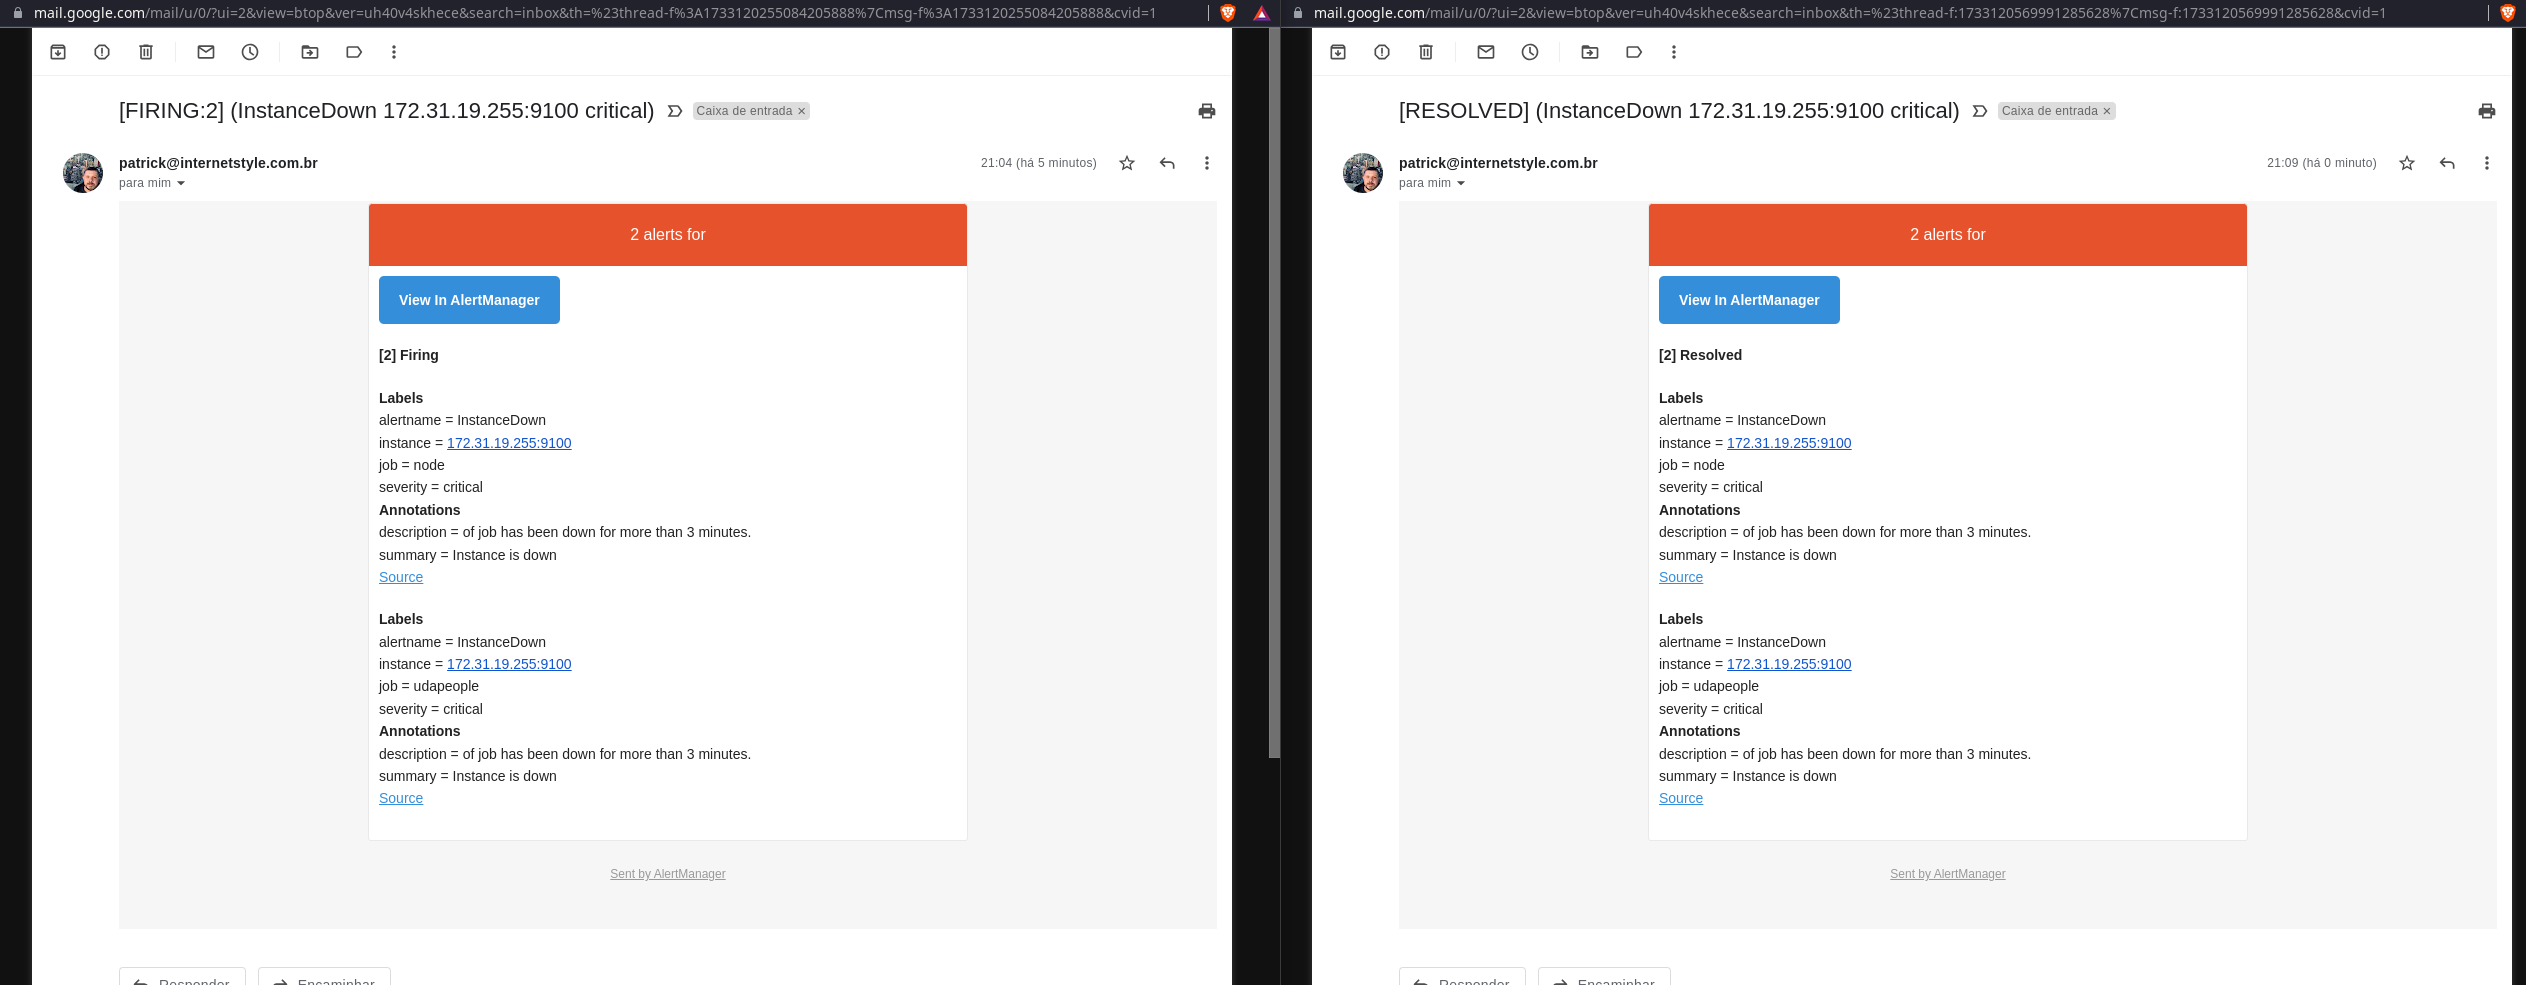 mail.google.com/mail/u/0/?ui=2&view=btop&ver=uh40v4skhece&search=inbox&th=%23thread-f%3A1733120255084205888%7Cmsg-f%3A1733120255084205888&cvid=1
[FIRING:2] (InstanceDown 172.31.19.255:9100 critical)
Caixa de entrada ×
patrick@internetstyle.com.br
21:04 (há 5 minutos)
para mim
2 alerts for
View In AlertManager
[2] Firing
Labels
alertname = InstanceDown
instance = 172.31.19.255:9100
job = node
severity = critical
Annotations
description = of job has been down for more than 3 minutes.
summary = Instance is down
Source
Labels
alertname = InstanceDown
instance = 172.31.19.255:9100
job = udapeople
severity = critical
Annotations
description = of job has been down for more than 3 minutes.
summary = Instance is down
Source
Sent by AlertManager
Responder
Encaminhar
mail.google.com/mail/u/0/?ui=2&view=btop&ver=uh40v4skhece&search=inbox&th=%23thread-f:1733120569991285628%7Cmsg-f:1733120569991285628&cvid=1
[RESOLVED] (InstanceDown 172.31.19.255:9100 critical)
Caixa de entrada ×
patrick@internetstyle.com.br
21:09 (há 0 minuto)
para mim
2 alerts for
View In AlertManager
[2] Resolved
Labels
alertname = InstanceDown
instance = 172.31.19.255:9100
job = node
severity = critical
Annotations
description = of job has been down for more than 3 minutes.
summary = Instance is down
Source
Labels
alertname = InstanceDown
instance = 172.31.19.255:9100
job = udapeople
severity = critical
Annotations
description = of job has been down for more than 3 minutes.
summary = Instance is down
Source
Sent by AlertManager
Responder
Encaminhar